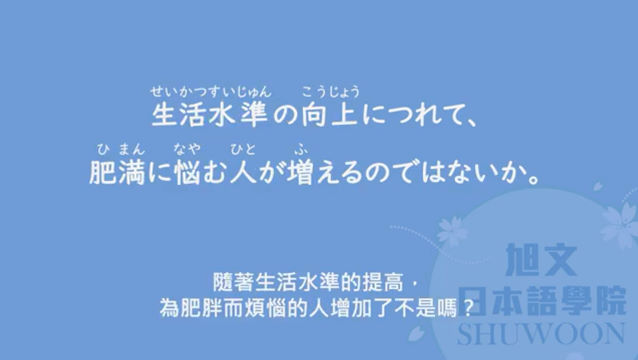 せいかつすいじゅん こうじょう
生活水準の向上につれて、
ひ まん なや ひと ふ
肥満に悩む人が増えるのではないか。
隨著生活水準的提高，
為肥胖而煩惱的人增加了不是嗎？
旭文
日本語學院
SHUWOON